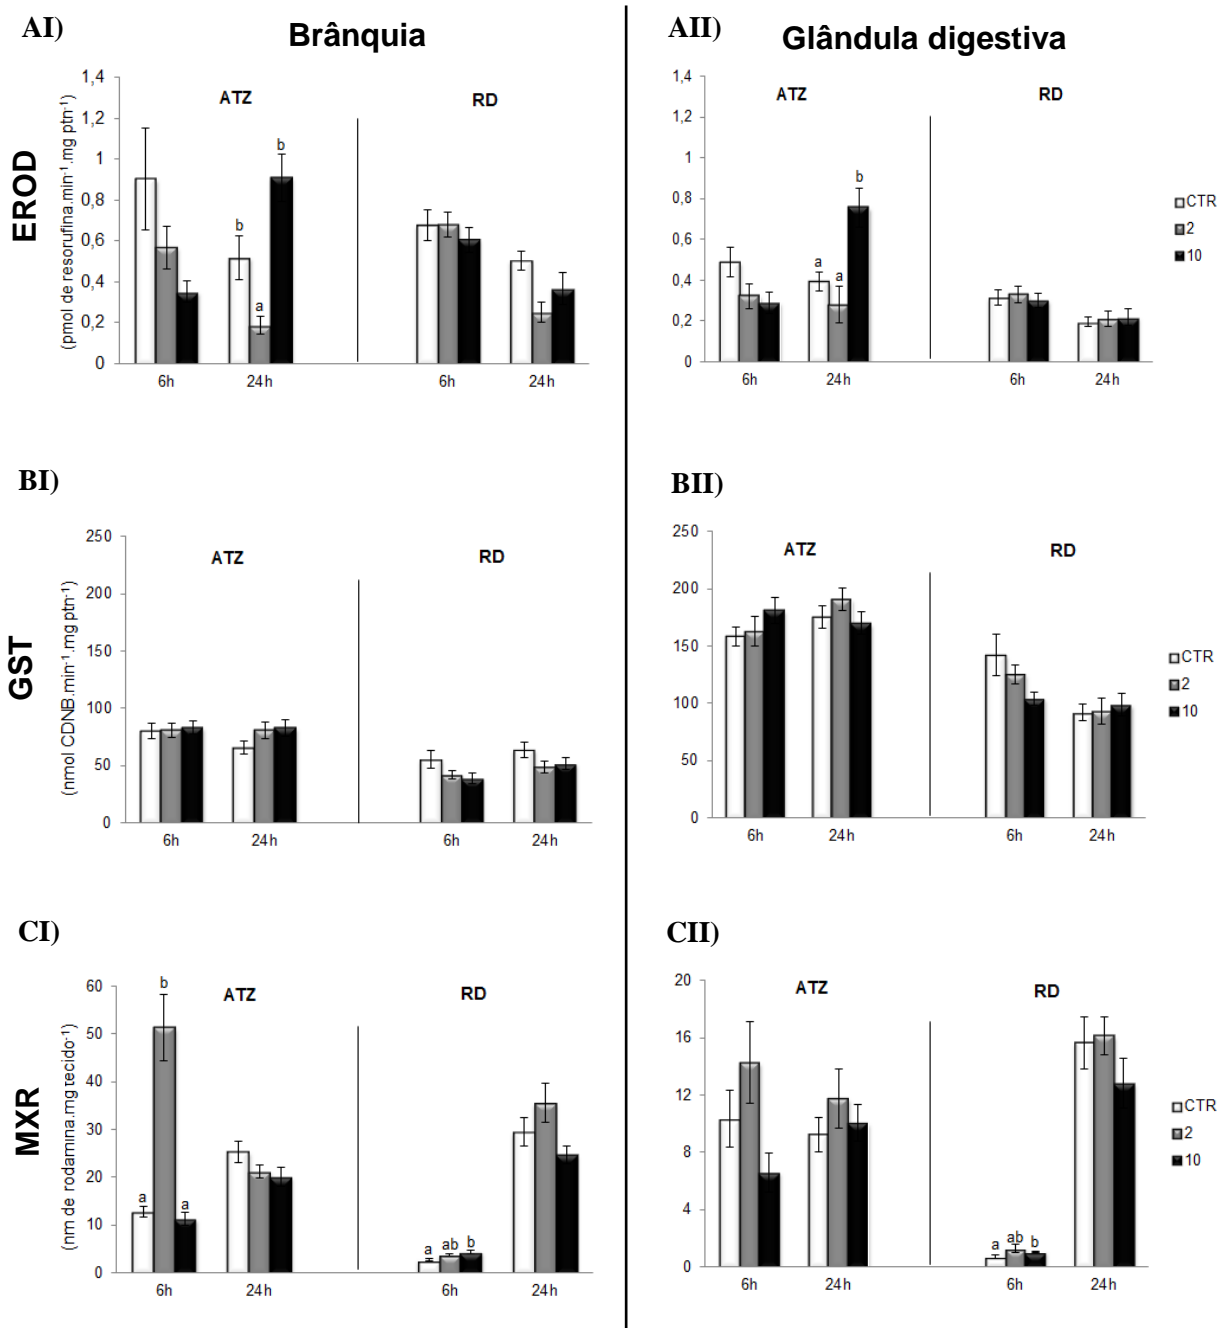 AI)
Brânquia
AII)
Glândula digestiva
EROD
(pmol de resorufina.min-1.mg ptn-1)
1,4
1,2
1
0,8
0,6
0,4
0,2
0
ATZ
RD
b
a
b
6h
24h
6h
24h
1,4
1,2
1
0,8
0,6
0,4
0,2
0
ATZ
RD
a
a
b
6h
24h
6h
24h
CTR
2
10
BI)
BII)
GST
(nmol CDNB.min-1.mg ptn-1)
250
200
150
100
50
0
ATZ
RD
6h
24h
6h
24h
250
200
150
100
50
0
ATZ
RD
6h
24h
6h
24h
CTR
2
10
CI)
CII)
MXR
(nm de rodamina.mg tecido-1)
60
50
40
30
20
10
0
ATZ
RD
a
b
a
a
ab
b
6h
24h
6h
24h
20
16
12
8
4
0
ATZ
RD
a
ab
b
6h
24h
6h
24h
CTR
2
10